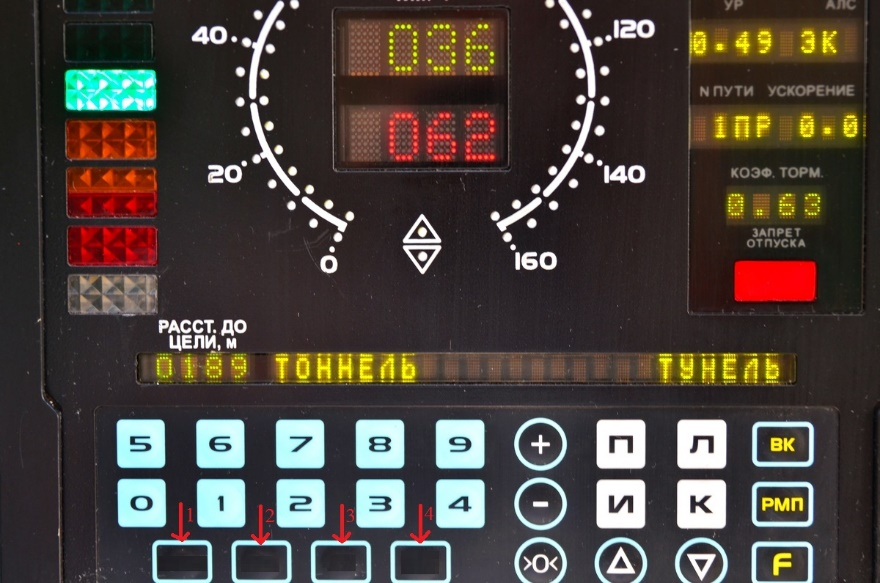 УР АЛС
40 036 120
0.49 ЗК
N ПУТИ УСКОРЕНИЕ
062 1ПР 0.0
20 140
КОЭФ. ТОРМ.
0.63
ЗАПРЕТ
ОТПУСКА
0 160
РАССТ. ДО
ЦЕЛИ, м
0189 ТОННЕЛЬ ТУНЕЛЬ
5 6 7 8 9 + П Л ВК
0 1 2 3 4 - И К РМП
1 2 3 4
>0< F